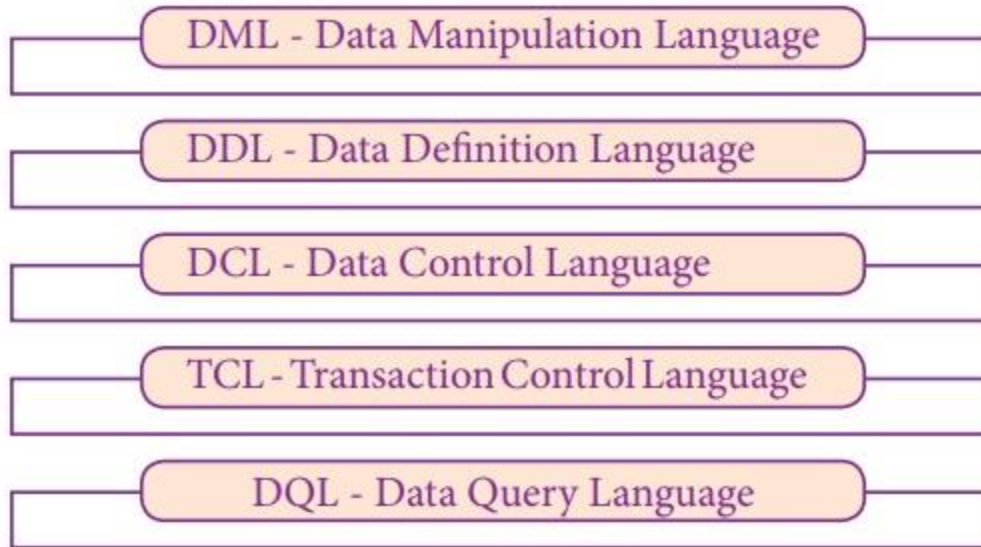 DML - Data Manipulation Language
DDL - Data Definition Language
DCL - Data Control Language
TCL - Transaction Control Language
DQL - Data Query Language